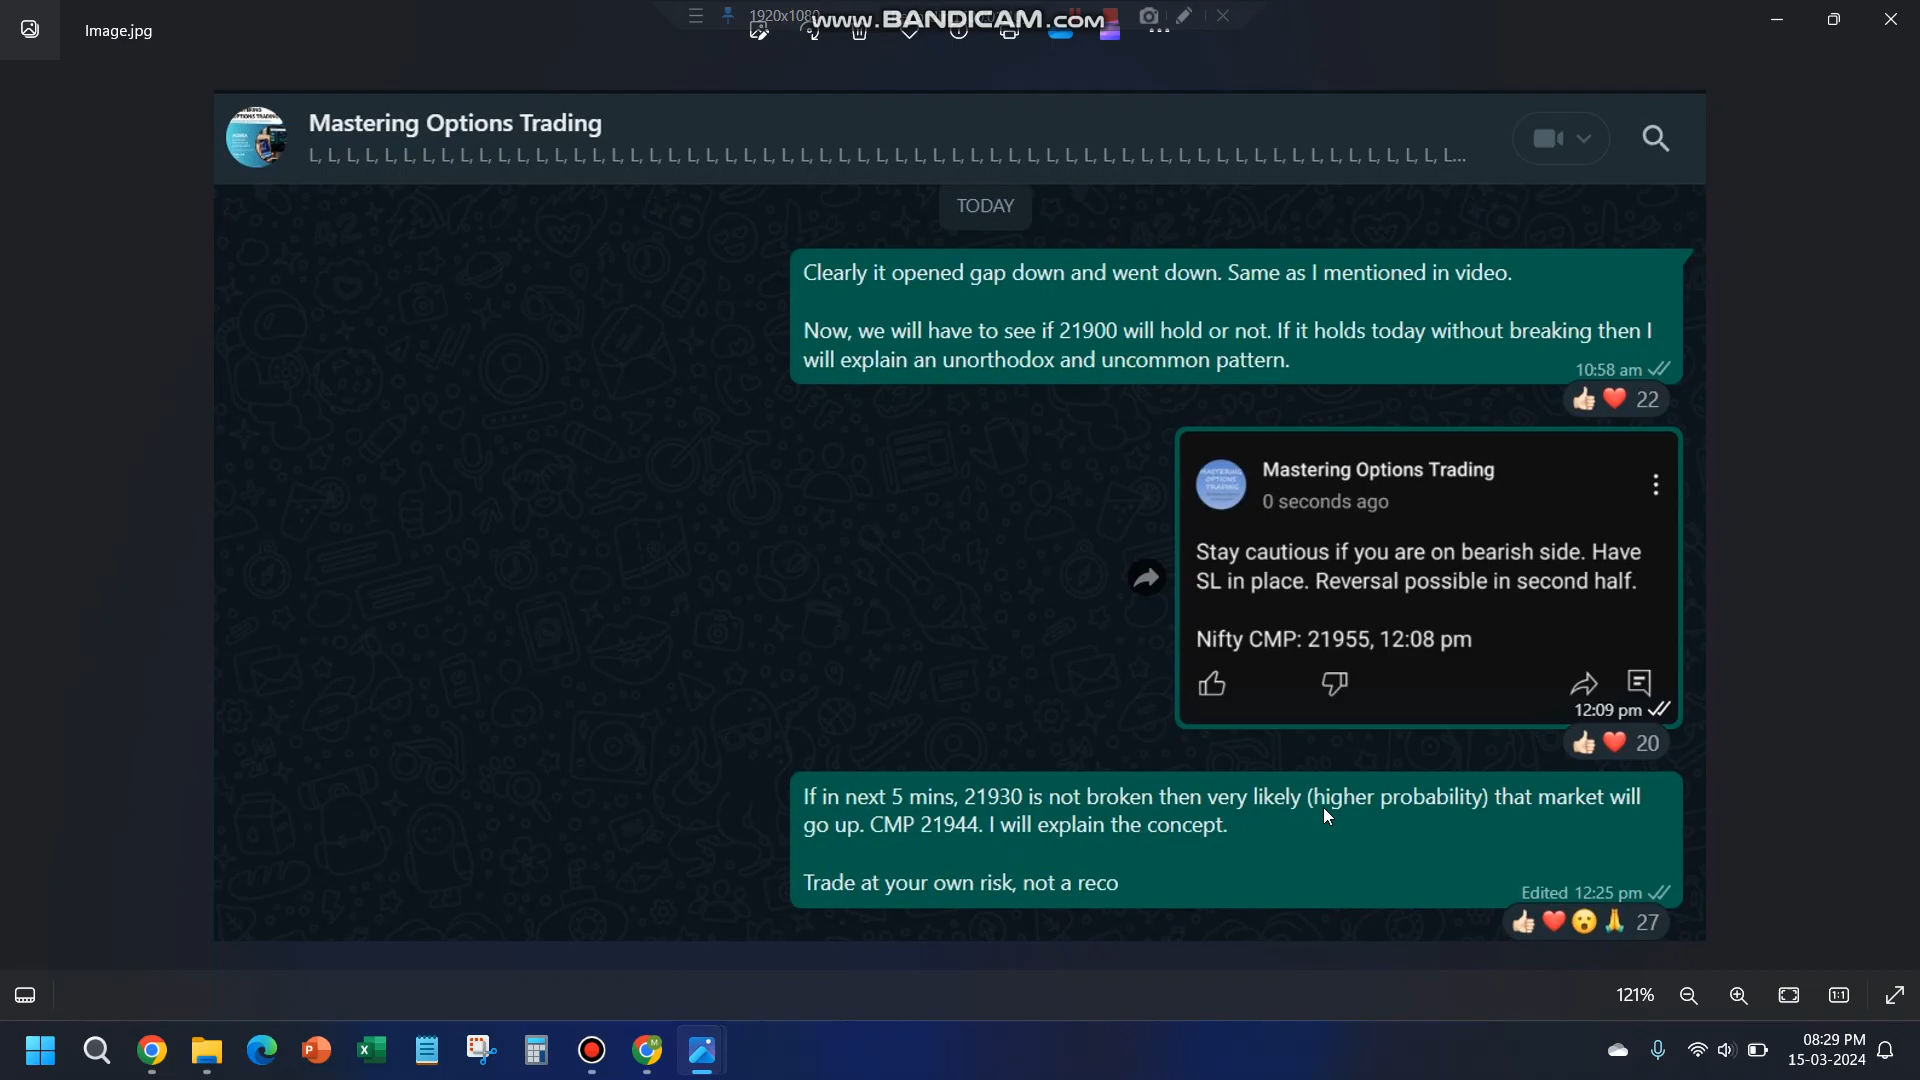 Image.jpg
1920x1080
www.BANDICAM.com
Mastering Options Trading
L, L, L, L, L, L, L, L, L, L, L, L, L, L, L, L, L, L, L, L, L, L, L, L, L, L, L, L, L, L, L, L, L, L, L, L, L, L, L, L, L, L, L, L, L, L, L, L, L, L, L, L, L, L, L, L, L, L, L, L, L...
TODAY
Clearly it opened gap down and went down. Same as I mentioned in video.
Now, we will have to see if 21900 will hold or not. If it holds today without breaking then I
will explain an unorthodox and uncommon pattern.
10:58 am
22
Mastering Options Trading
0 seconds ago
Stay cautious if you are on bearish side. Have
SL in place. Reversal possible in second half.
Nifty CMP: 21955, 12:08 pm
12:09 pm
20
If in next 5 mins, 21930 is not broken then very likely (higher probability) that market will
go up. CMP 21944. I will explain the concept.
Trade at your own risk, not a reco
Edited 12:25 pm
27
121%
08:29 PM
15-03-2024